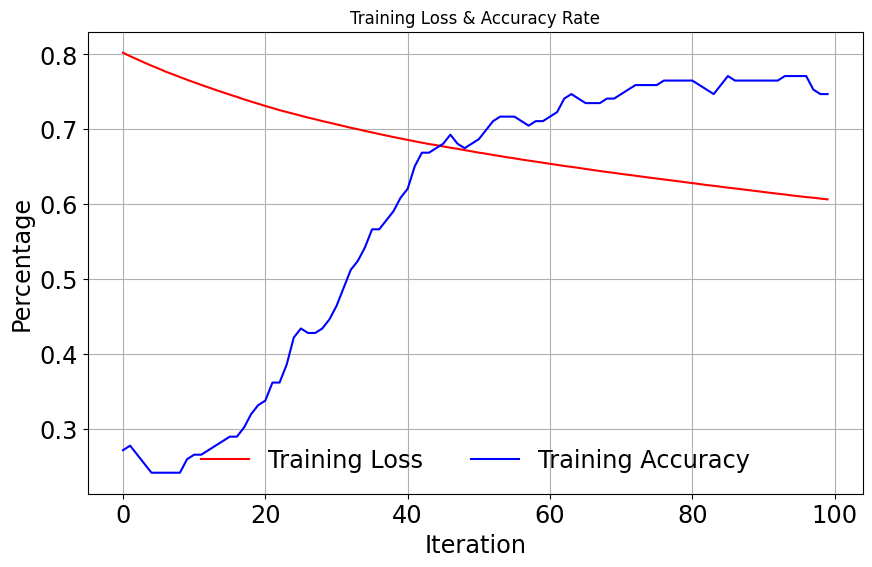 Training Loss & Accuracy Rate
0.8
0.7
0.6
0.5
0.4
0.3
Percentage
Training Loss
Training Accuracy
0 20 40 60 80 100
Iteration